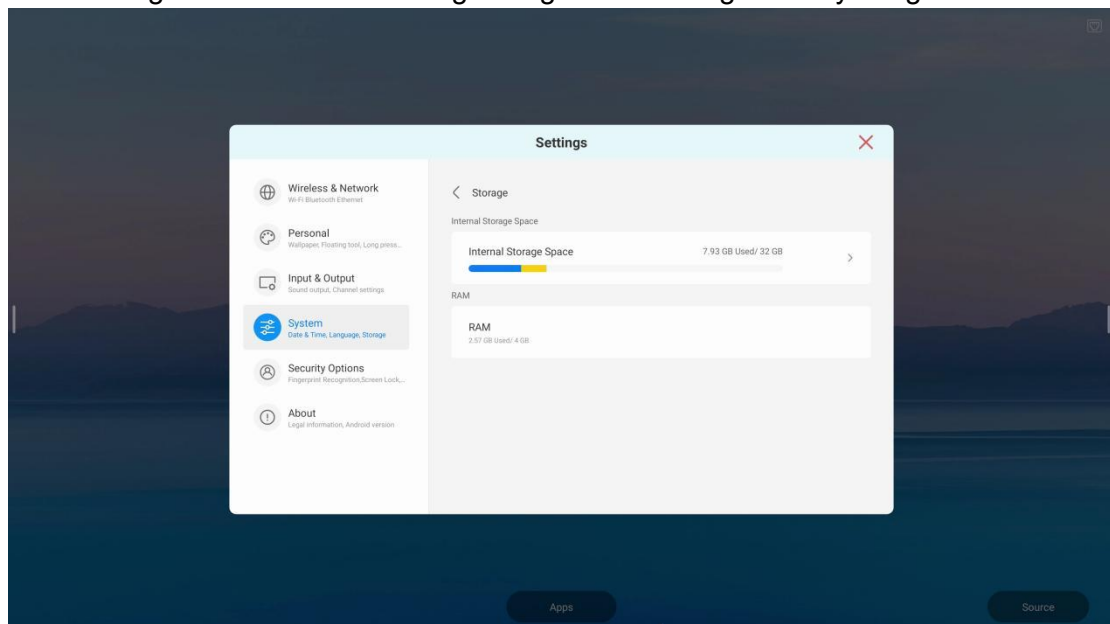 Settings
Wireless & Network
Wi-Fi Bluetooth Ethernet
Personal
Wallpaper, Floating tool, Long press...
Input & Output
Sound output, Channel settings
System
Date & Time, Language, Storage
Security Options
Fingerprint Recognition,Screen Lock,...
About
Legal information, Android version
Storage
Internal Storage Space
Internal Storage Space 7.93 GB Used/ 32 GB
RAM
RAM
2.57 GB Used/ 4 GB
Apps
Source